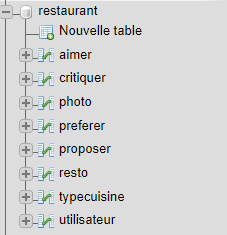 restaurant
Nouvelle table
aimer
critiquer
photo
preferer
proposer
resto
typecuisine
utilisateur